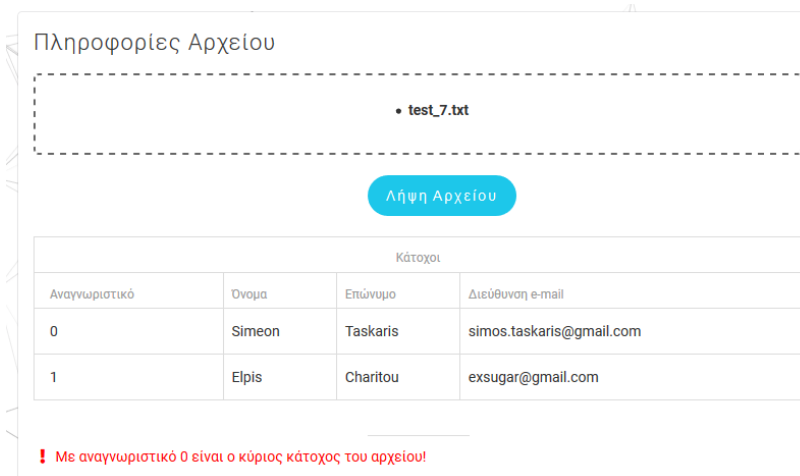 Πληροφορίες Αρχείου
• test_7.txt
Λήψη Αρχείου
Κάτοχοι
Αναγνωριστικό Όνομα Επώνυμο Διεύθυνση e-mail
0 Simeon Taskaris simos.taskaris@gmail.com
1 Elpis Charitou exsugar@gmail.com
! Με αναγνωριστικό 0 είναι ο κύριος κάτοχος του αρχείου!